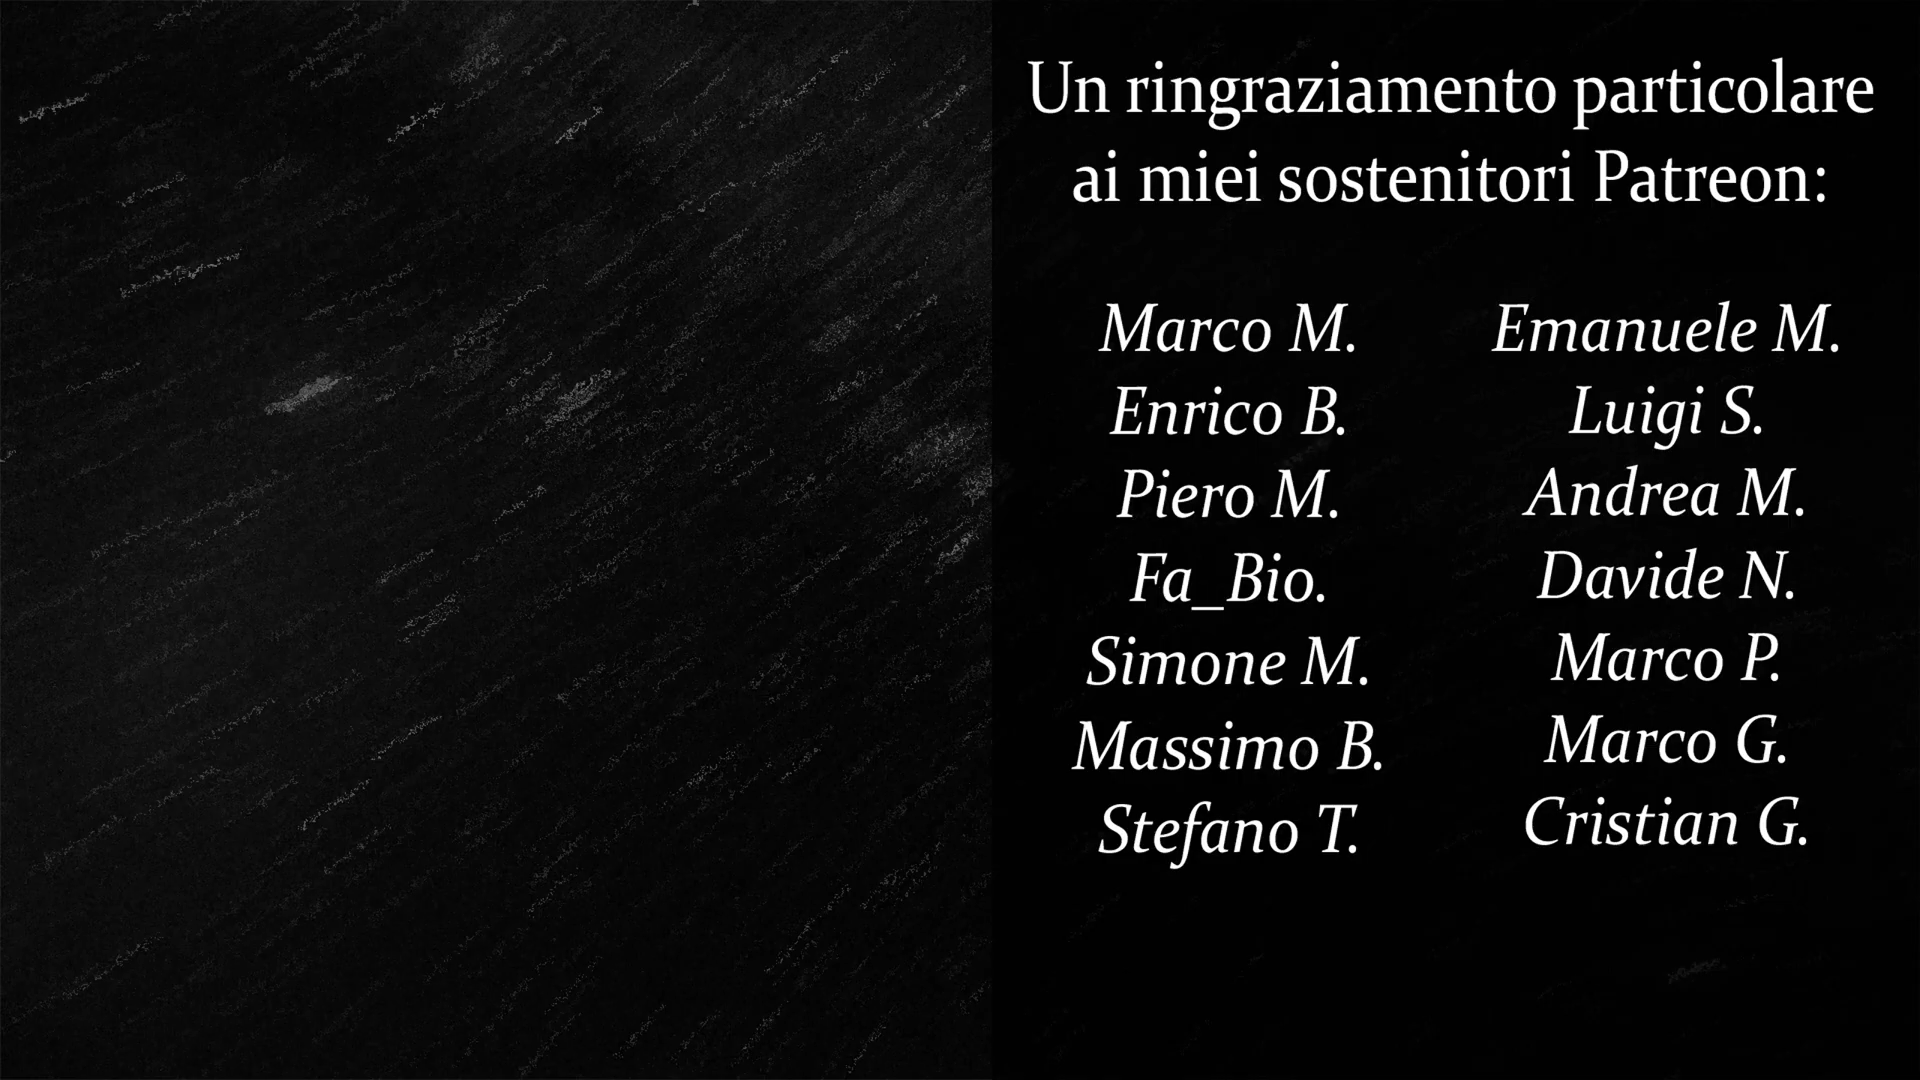 Un ringraziamento particolare
ai miei sostenitori Patreon:
Marco M.
Enrico B.
Piero M.
Fa_Bio.
Simone M.
Massimo B.
Stefano T.
Emanuele M.
Luigi S.
Andrea M.
Davide N.
Marco P.
Marco G.
Cristian G.